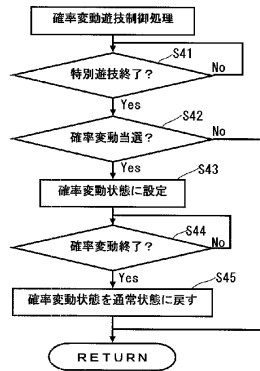 確率変動遊技制御処理
S41
特別遊技終了？
No
Yes
S42
確率変動当選？
No
Yes
S43
確率変動状態に設定
S44
確率変動終了？
No
Yes
S45
確率変動状態を通常状態に戻す
RETURN